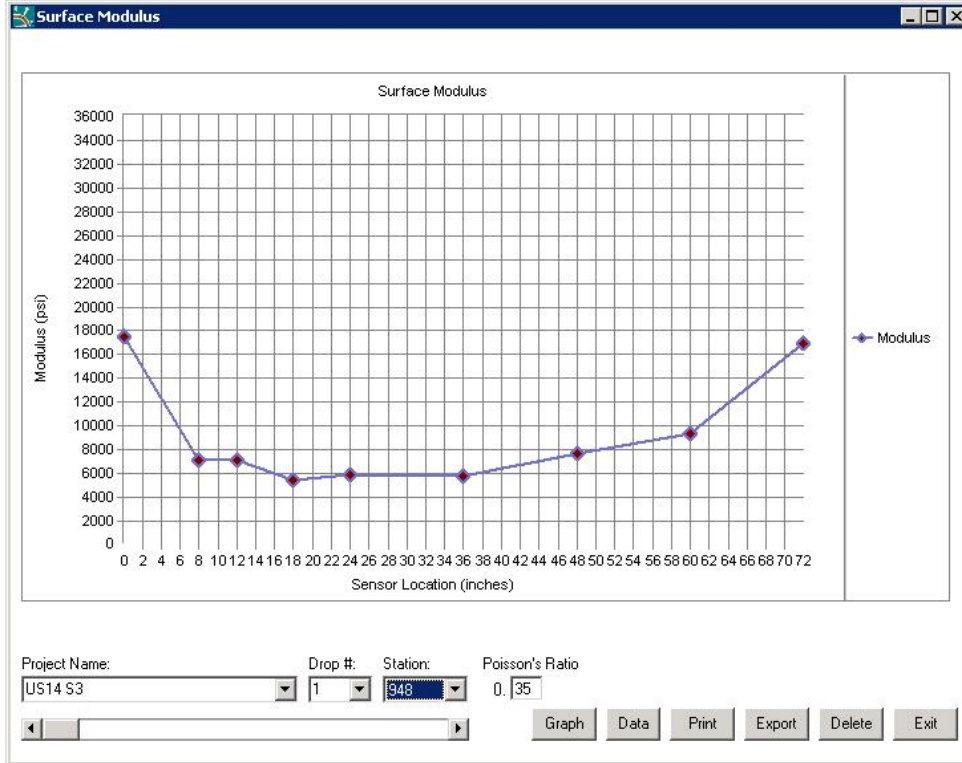 Surface Modulus
Surface Modulus
36000
34000
32000
30000
28000
26000
24000
22000
20000
18000
16000
14000
12000
10000
8000
6000
4000
2000
0
Modulus (psi)
0 2 4 6 8 10 12 14 16 18 20 22 24 26 28 30 32 34 36 38 40 42 44 46 48 50 52 54 56 58 60 62 64 66 68 70 72
Sensor Location (inches)
Modulus
Project Name: Drop #: Station: Poisson's Ratio
US14 S3 1 948 0. 35
Graph Data Print Export Delete Exit